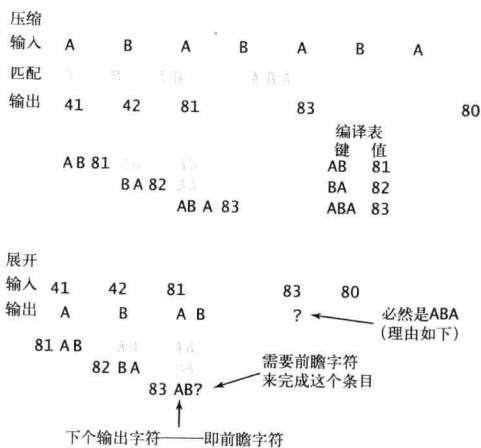 压缩
输入 A B A B A B A
匹配
输出 41 42 81 83 80
编译表
键 值
A B 81 AB 81
B A 82 BA 82
AB A 83 ABA 83
展开
输入 41 42 81 83 80
输出 A B A B ? 必然是ABA
(理由如下)
81 A B
需要前瞻字符
82 B A 来完成这个条目
83 AB?
下个输出字符——即前瞻字符